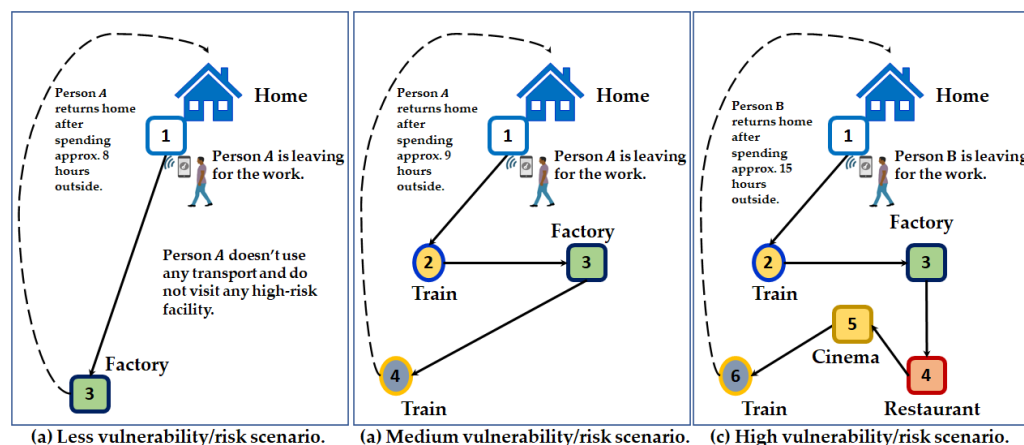 Person A
returns home
after
spending
approx. 8
hours
outside.
Home
1
Person A is leaving
for the work.
Person A doesn't use
any transport and do
not visit any high-risk
facility.
Factory
3
(a) Less vulnerability/risk scenario.
Person A
returns home
after
spending
approx. 9
hours
outside.
Home
1
Person A is leaving
for the work.
Factory
2
3
Train
4
Train
(a) Medium vulnerability/risk scenario.
Person B
returns home
after
spending
approx. 15
hours
outside.
Home
1
Person B is leaving
for the work.
Factory
2
3
Train
5
Cinema
6
4
Train
Restaurant
(c) High vulnerability/risk scenario.